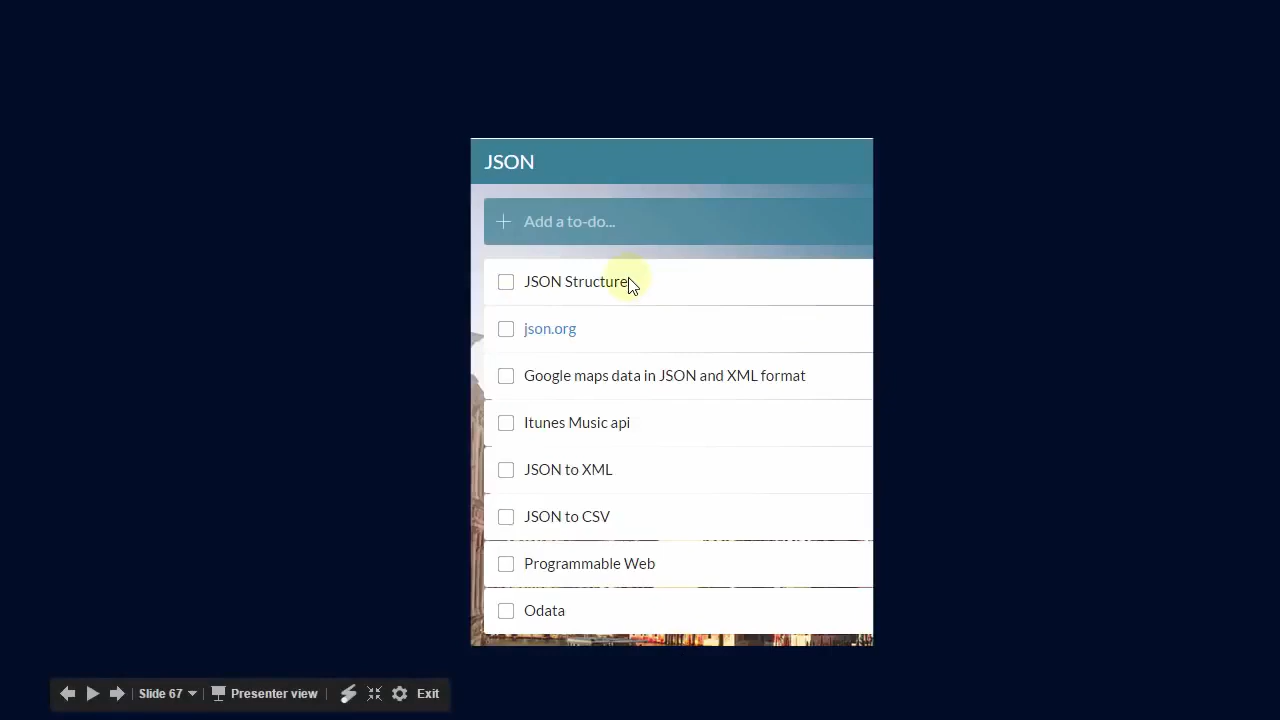 JSON
Add a to-do...
JSON Structure
json.org
Google maps data in JSON and XML format
Itunes Music api
JSON to XML
JSON to CSV
Programmable Web
Odata
Slide 67 Presenter view Exit